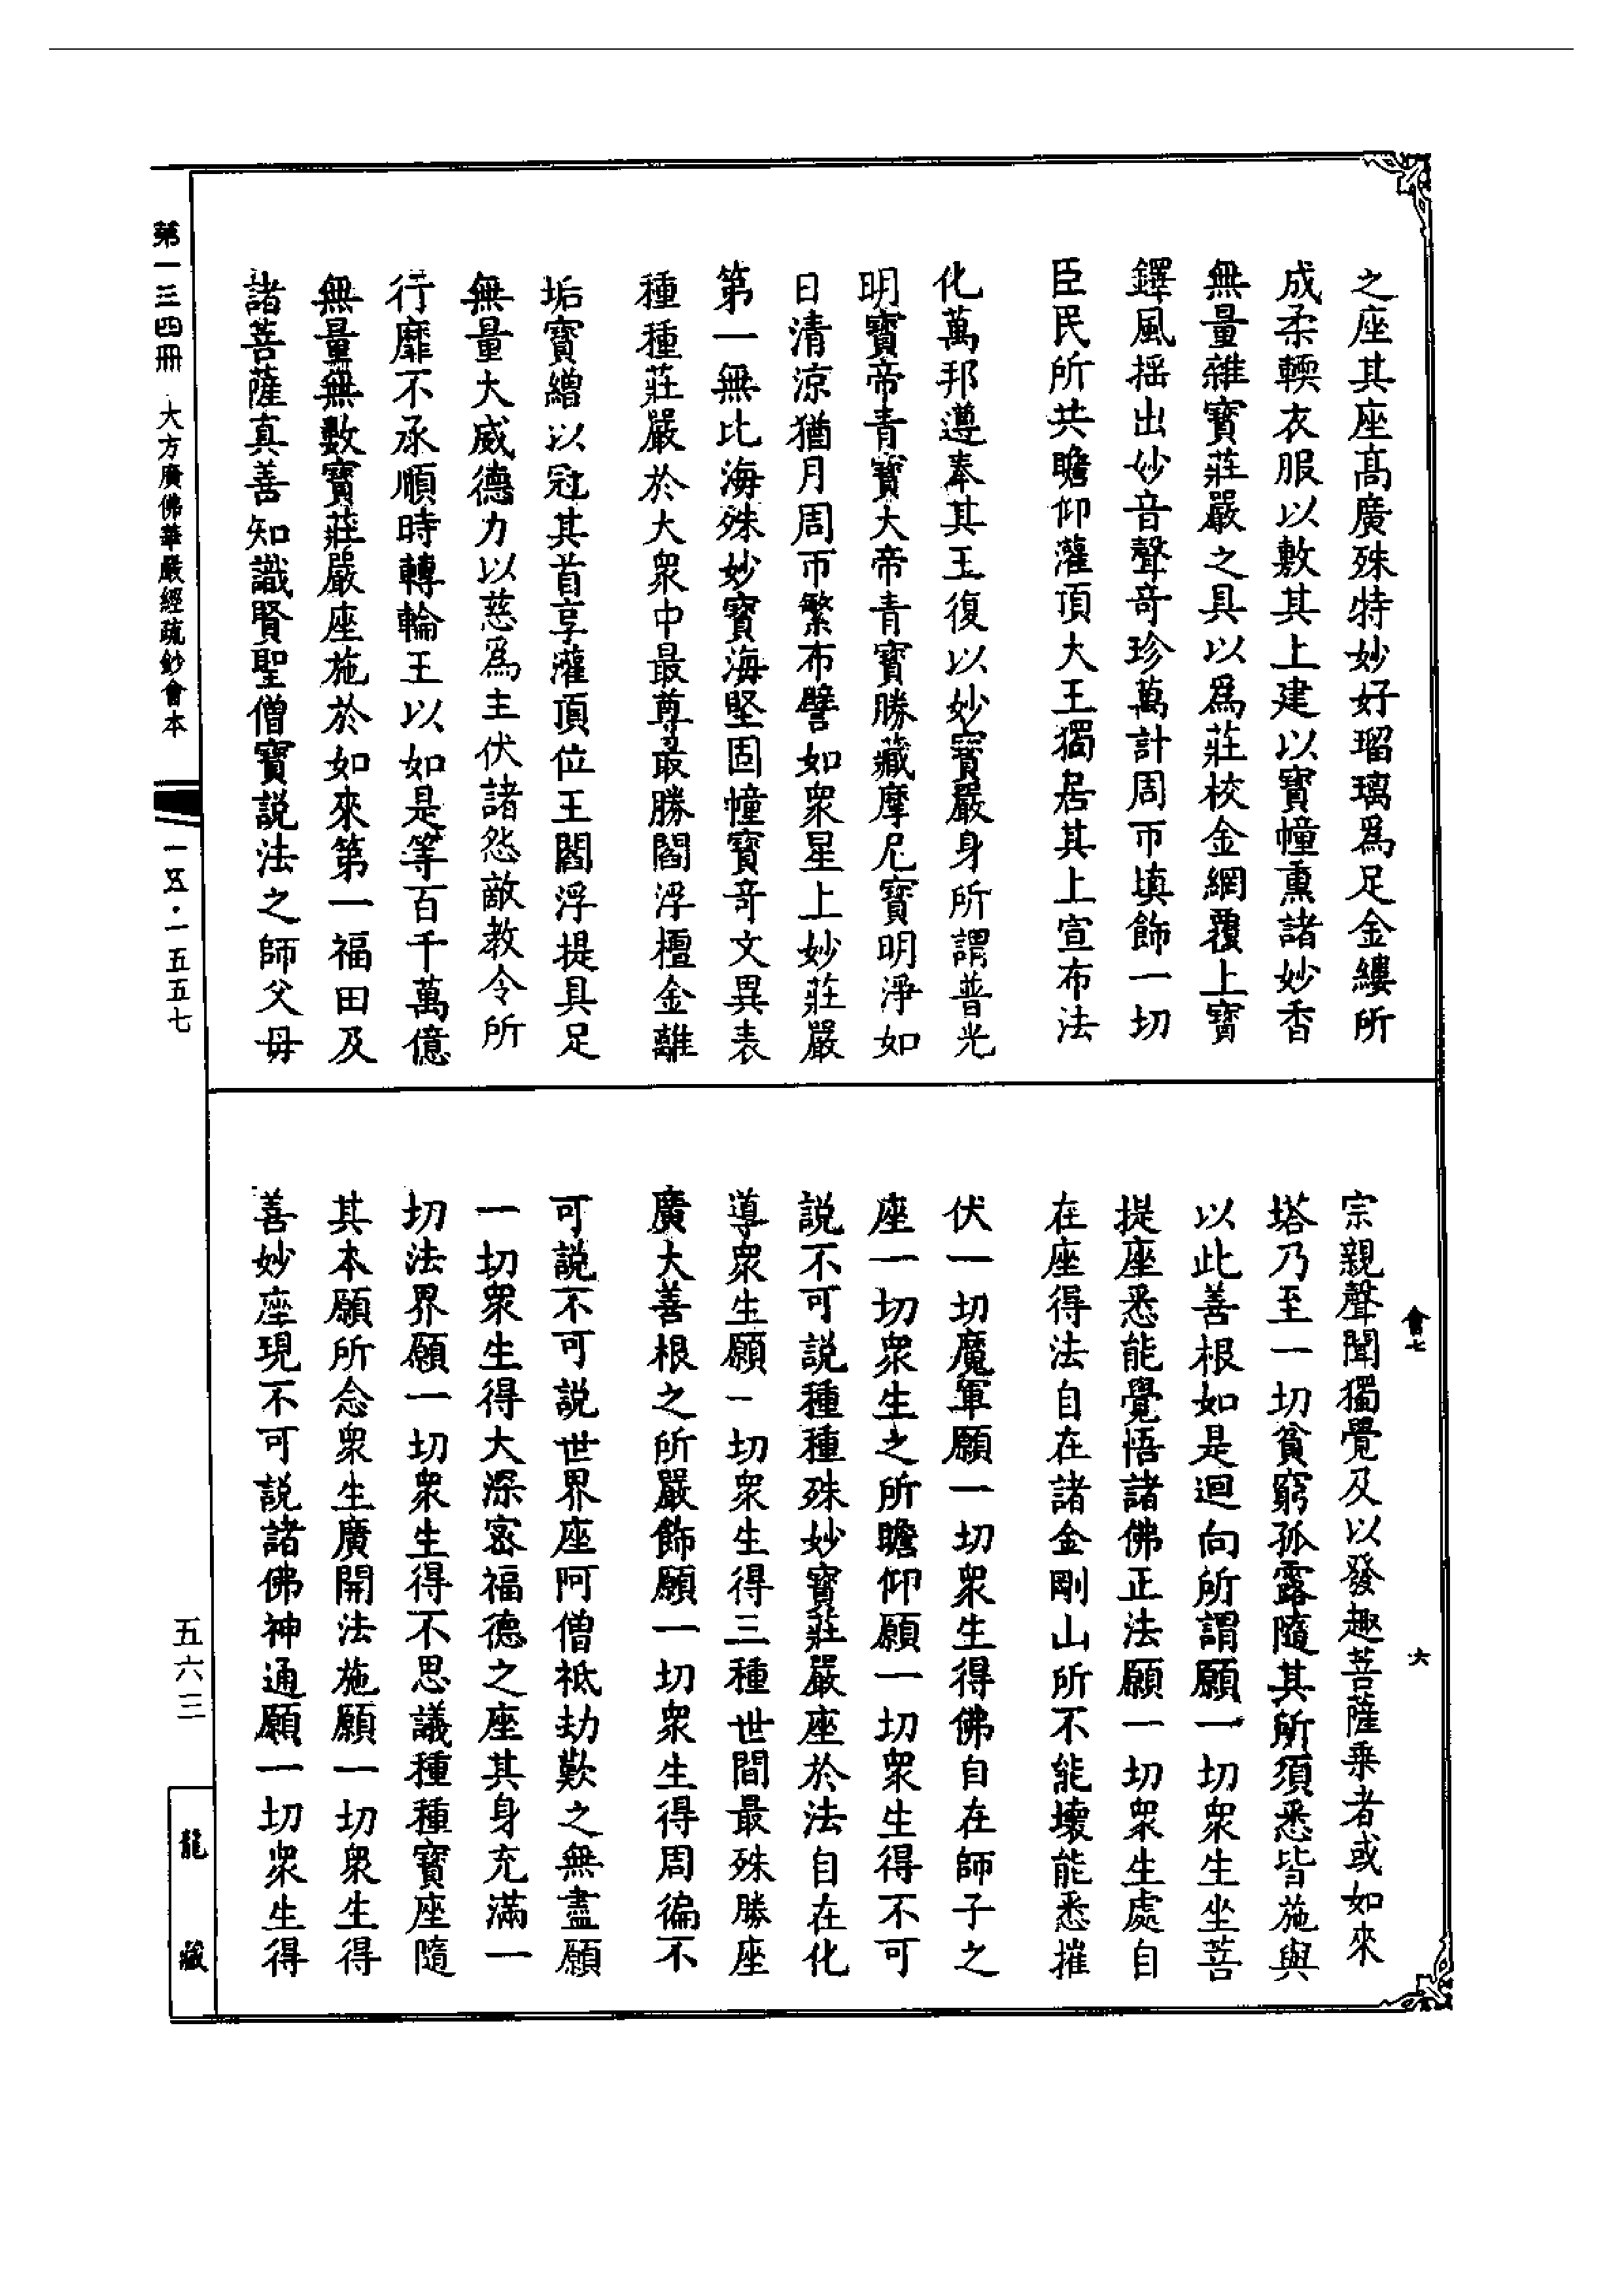 之座其座高廣殊特妙好瑠璃爲足金縷所
成柔輭衣服以敷其上建以寶幢熏諸妙香
無量雜寶莊嚴之具以爲莊校金網覆上寶
鐸風揺出妙音聲奇珍萬計周帀填飾一切
臣民所共瞻仰灌頂大王獨居其上宣布法
化萬邦遵奉其王復以妙寶嚴身所謂普光
明寶帝青寶大帝青寶勝藏摩尼寶明淨如
日清涼猶月周帀繁布譬如衆星上妙莊嚴
第一無比海殊妙寶海堅固幢寶奇文異表
種種莊嚴於大衆中最尊最勝閻浮檀金離
垢寶繒以冠其首享灌頂位王閻浮提具足
無量大威德力以慈爲主伏諸怨敵教令所
行靡不承順時轉輪王以如是等百千萬億
無量無數寶莊嚴座施於如來第一福田及
諸菩薩真善知識賢聖僧寶説法之師父母
宗親聲聞獨覺及以發趣菩薩乘者或如來
塔乃至一切貧窮孤露隨其所須悉皆施與
以此善根如是迴向所謂願一切衆生坐菩
提座悉能覺悟諸佛正法願一切衆生處自
在座得法自在諸金剛山所不能壞能悉摧
伏一切魔軍願一切衆生得佛自在師子之
座一切衆生之所瞻仰願一切衆生得不可
説不可説種種殊妙寶莊嚴座於法自在化
導衆生願一切衆生得三種世間最殊勝座
廣大善根之所嚴飾願一切衆生得周徧不
可説不可説世界座阿僧祇劫歎之無盡願
一切衆生得大深密福德之座其身充滿一
切法界願一切衆生得不思議種種寶座隨
其本願所念衆生廣開法施願一切衆生得
善妙座現不可説諸佛神通願一切衆生得
會七
六
第一三四冊 大方廣佛華嚴經疏鈔會本
一五·一五五七
五六三
龍藏